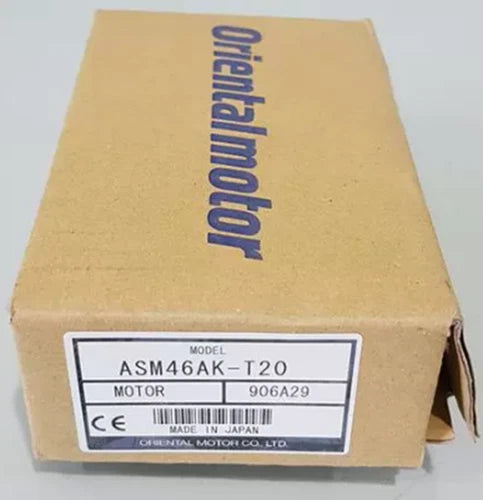 Orientalmotor
MODEL
ASM46AK-T20
MOTOR 906A29
CE MADE IN JAPAN
ORIENTAL MOTOR CO., LTD.